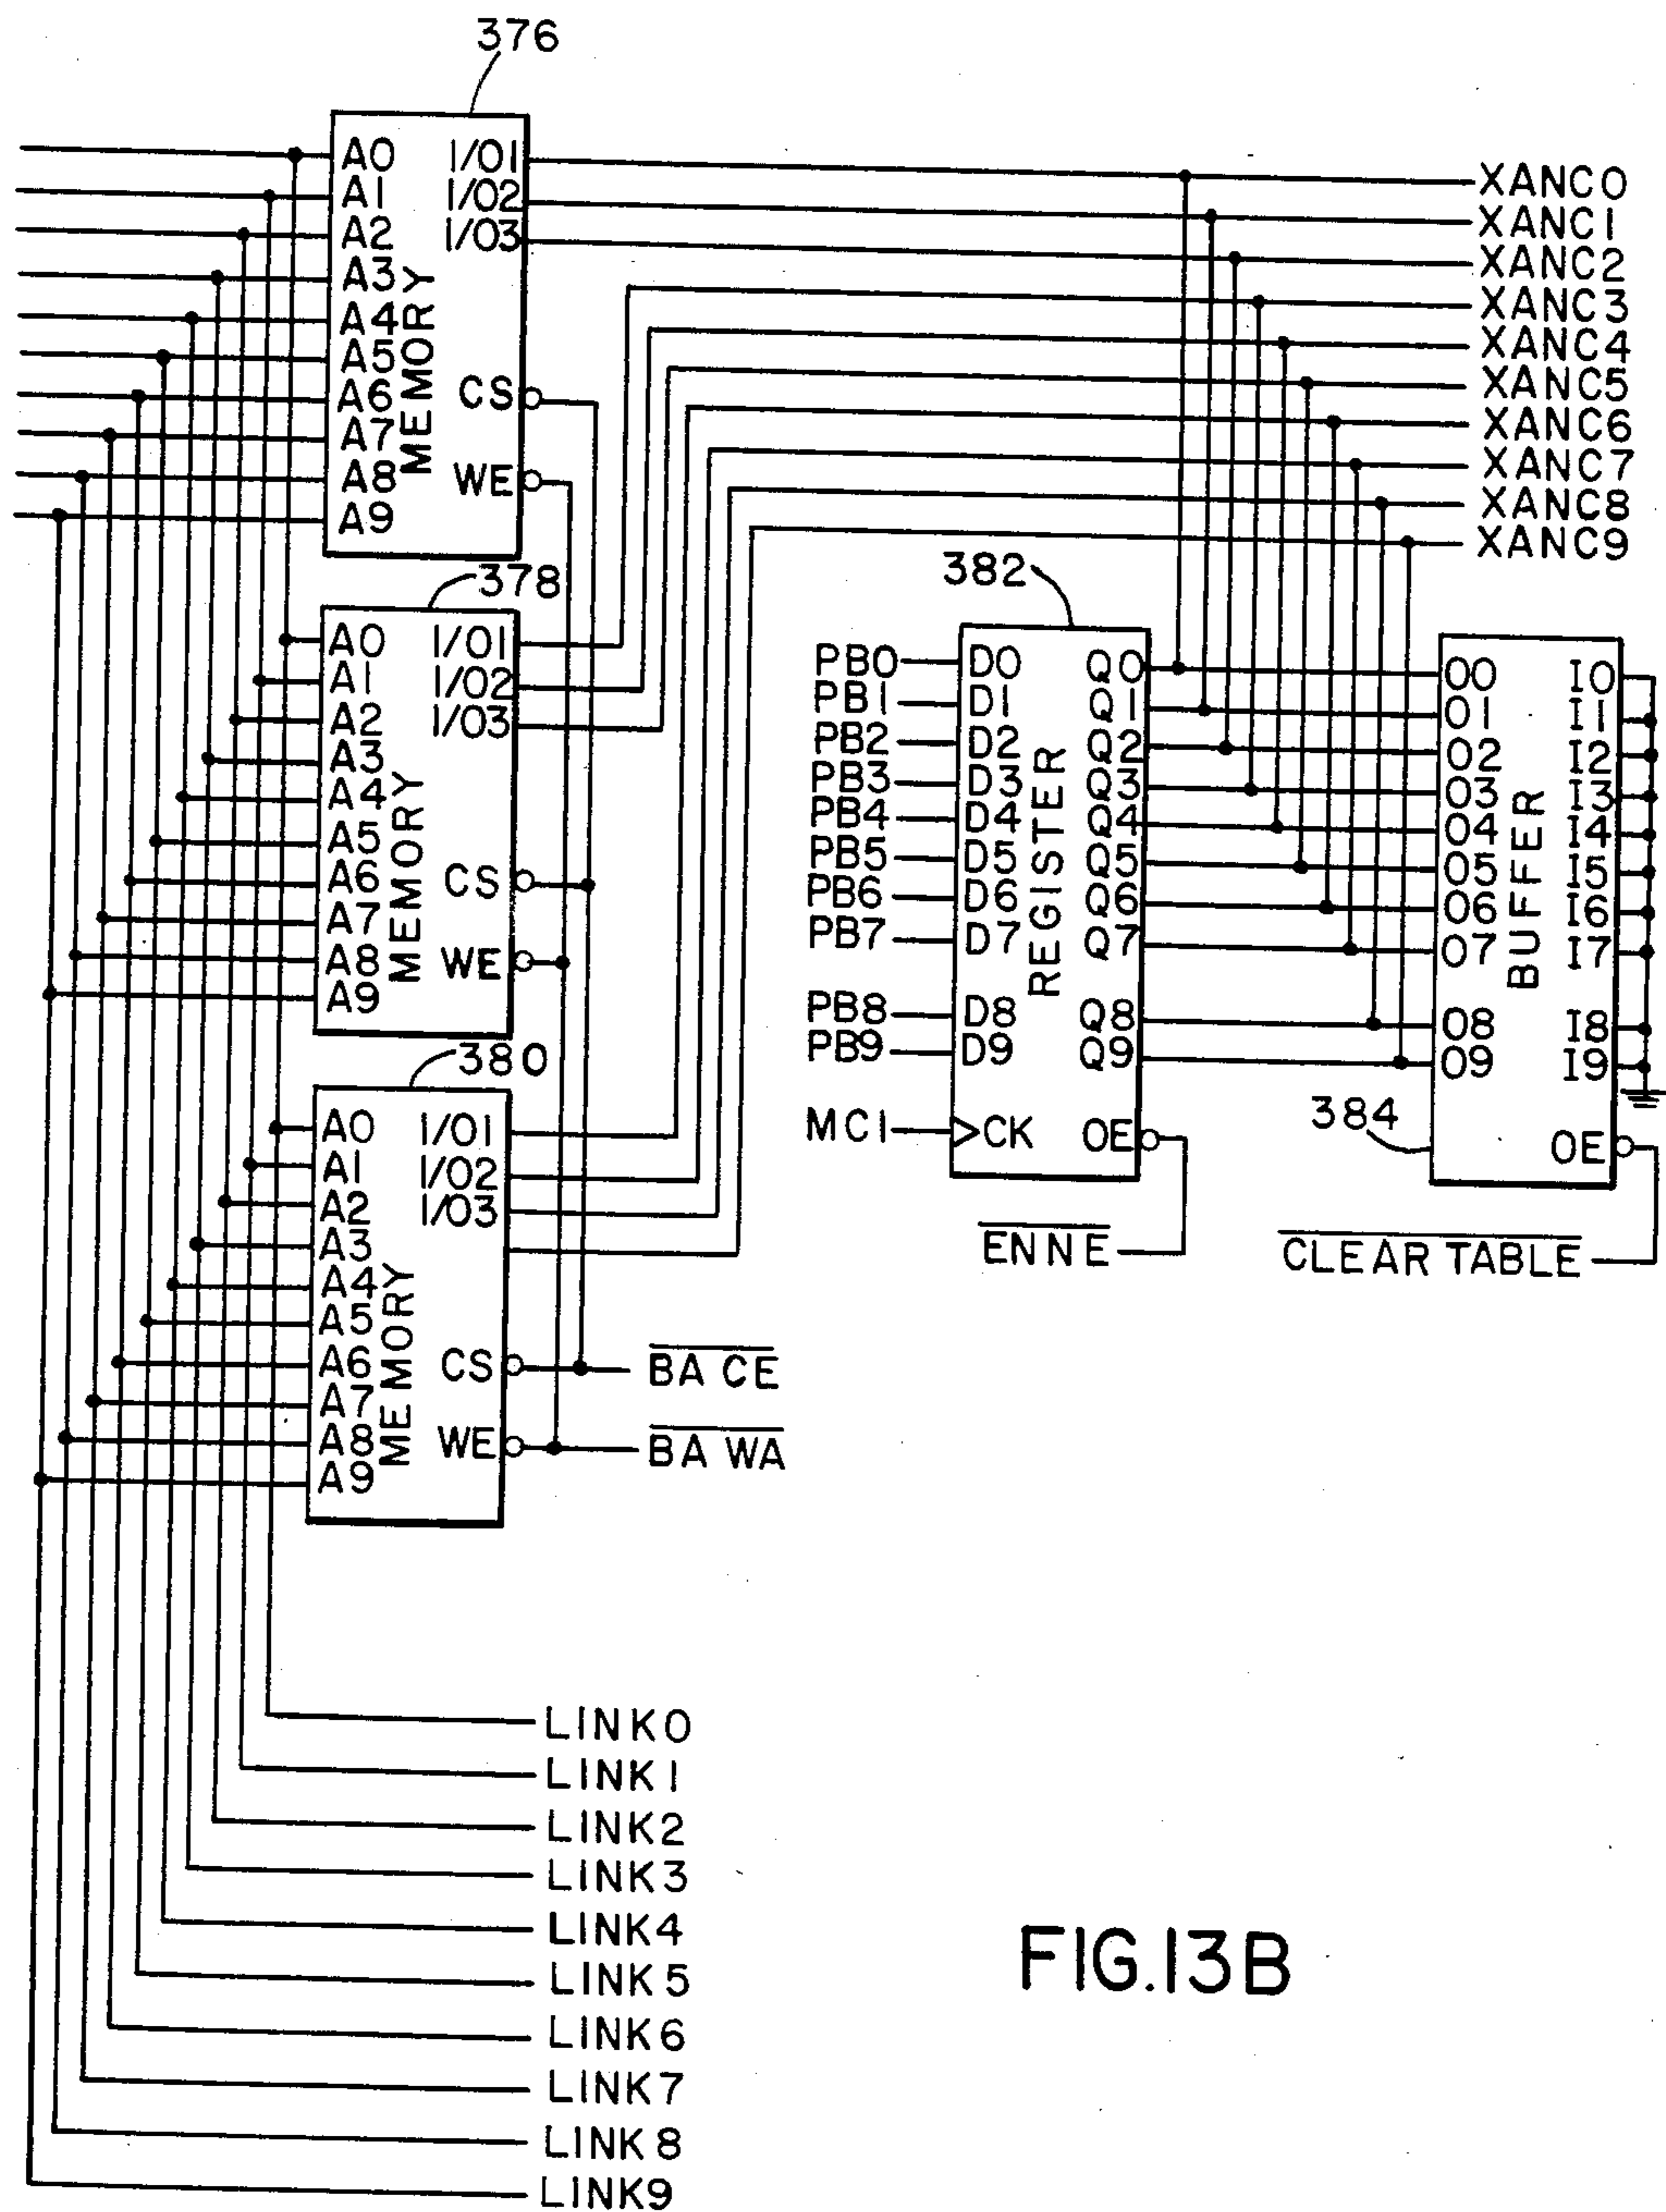 376
A0 I/O1
A1 I/O2
A2 I/O3
A3
A4
A5
A6 CS
A7
A8 WE
A9
MEMORY
XANC0
XANC1
XANC2
XANC3
XANC4
XANC5
XANC6
XANC7
XANC8
XANC9
378
A0 I/O1
A1 I/O2
A2 I/O3
A3
A4
A5
A6 CS
A7
A8 WE
A9
MEMORY
382
PB0 D0 Q0
PB1 D1 Q1
PB2 D2 Q2
PB3 D3 Q3
PB4 D4 Q4
PB5 D5 Q5
PB6 D6 Q6
PB7 D7 Q7
PB8 D8 Q8
PB9 D9 Q9
MC1 CK OE
REGISTER
ENNE
O0 I0
O1 I1
O2 I2
O3 I3
O4 I4
O5 I5
O6 I6
O7 I7
O8 I8
O9 I9
OE
BUFFER
384
CLEAR TABLE
380
A0 I/O1
A1 I/O2
A2 I/O3
A3
A4
A5
A6 CS
A7
A8 WE
A9
MEMORY
BA CE
BA WA
LINK0
LINK1
LINK2
LINK3
LINK4
LINK5
LINK6
LINK7
LINK8
LINK9
FIG.13B